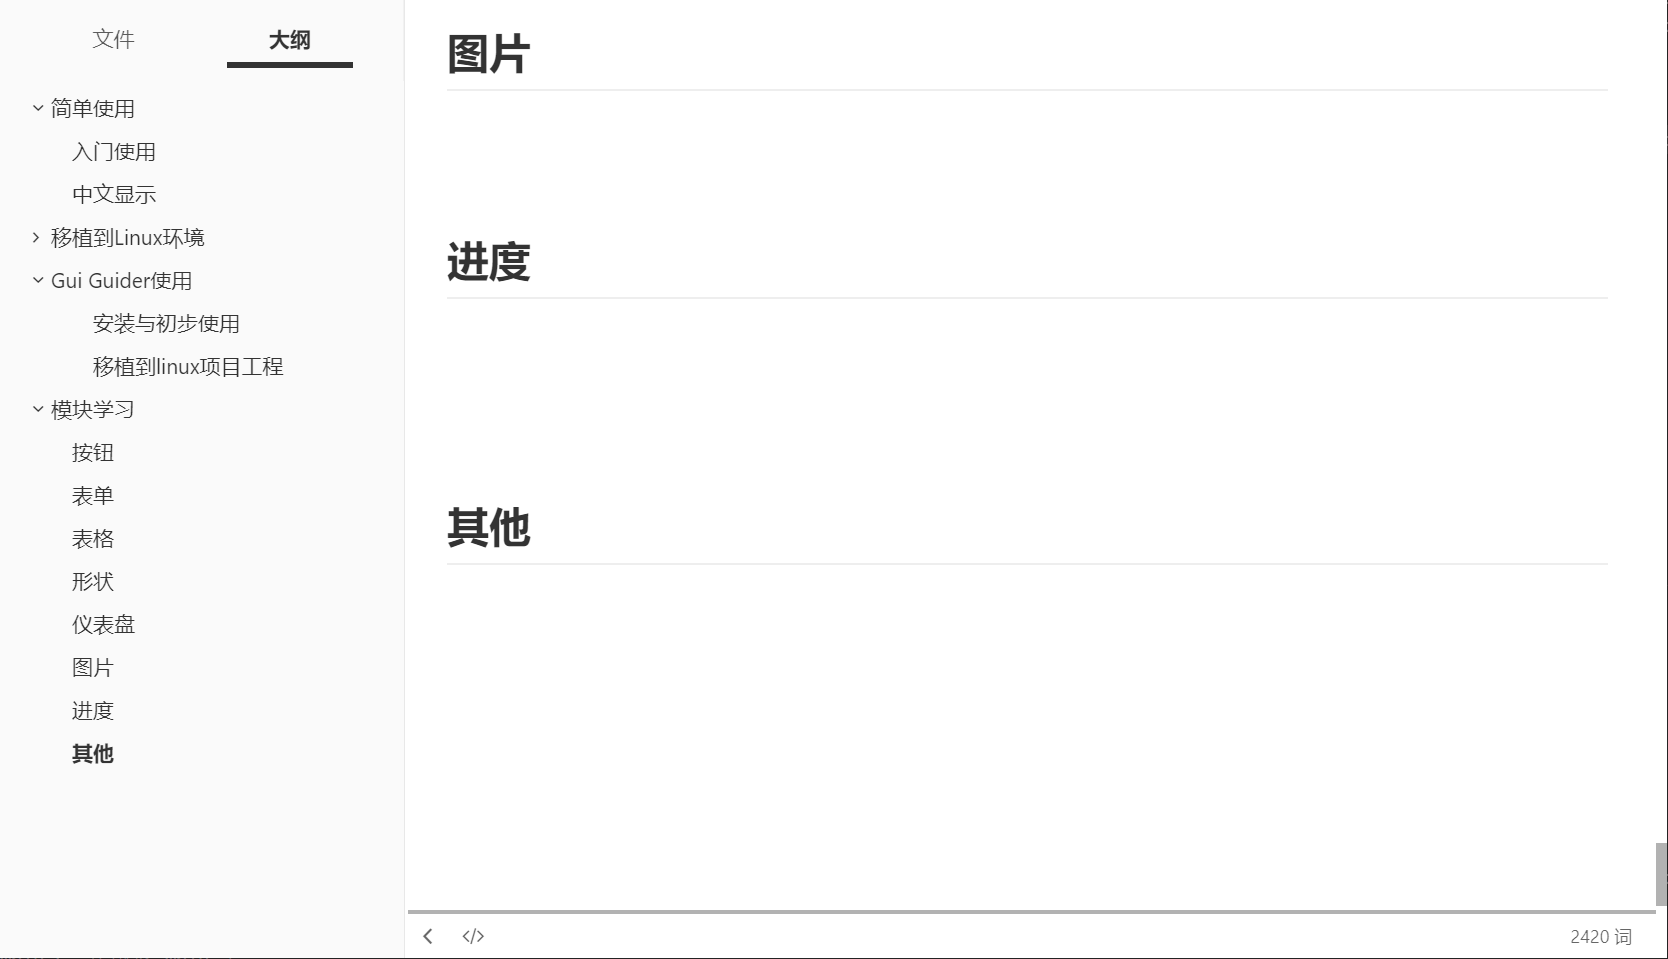 文件 大纲
简单使用
入门使用
中文显示
移植到Linux环境
Gui Guider使用
安装与初步使用
移植到linux项目工程
模块学习
按钮
表单
表格
形状
仪表盘
图片
进度
其他
图片
进度
其他
</>
2420 词